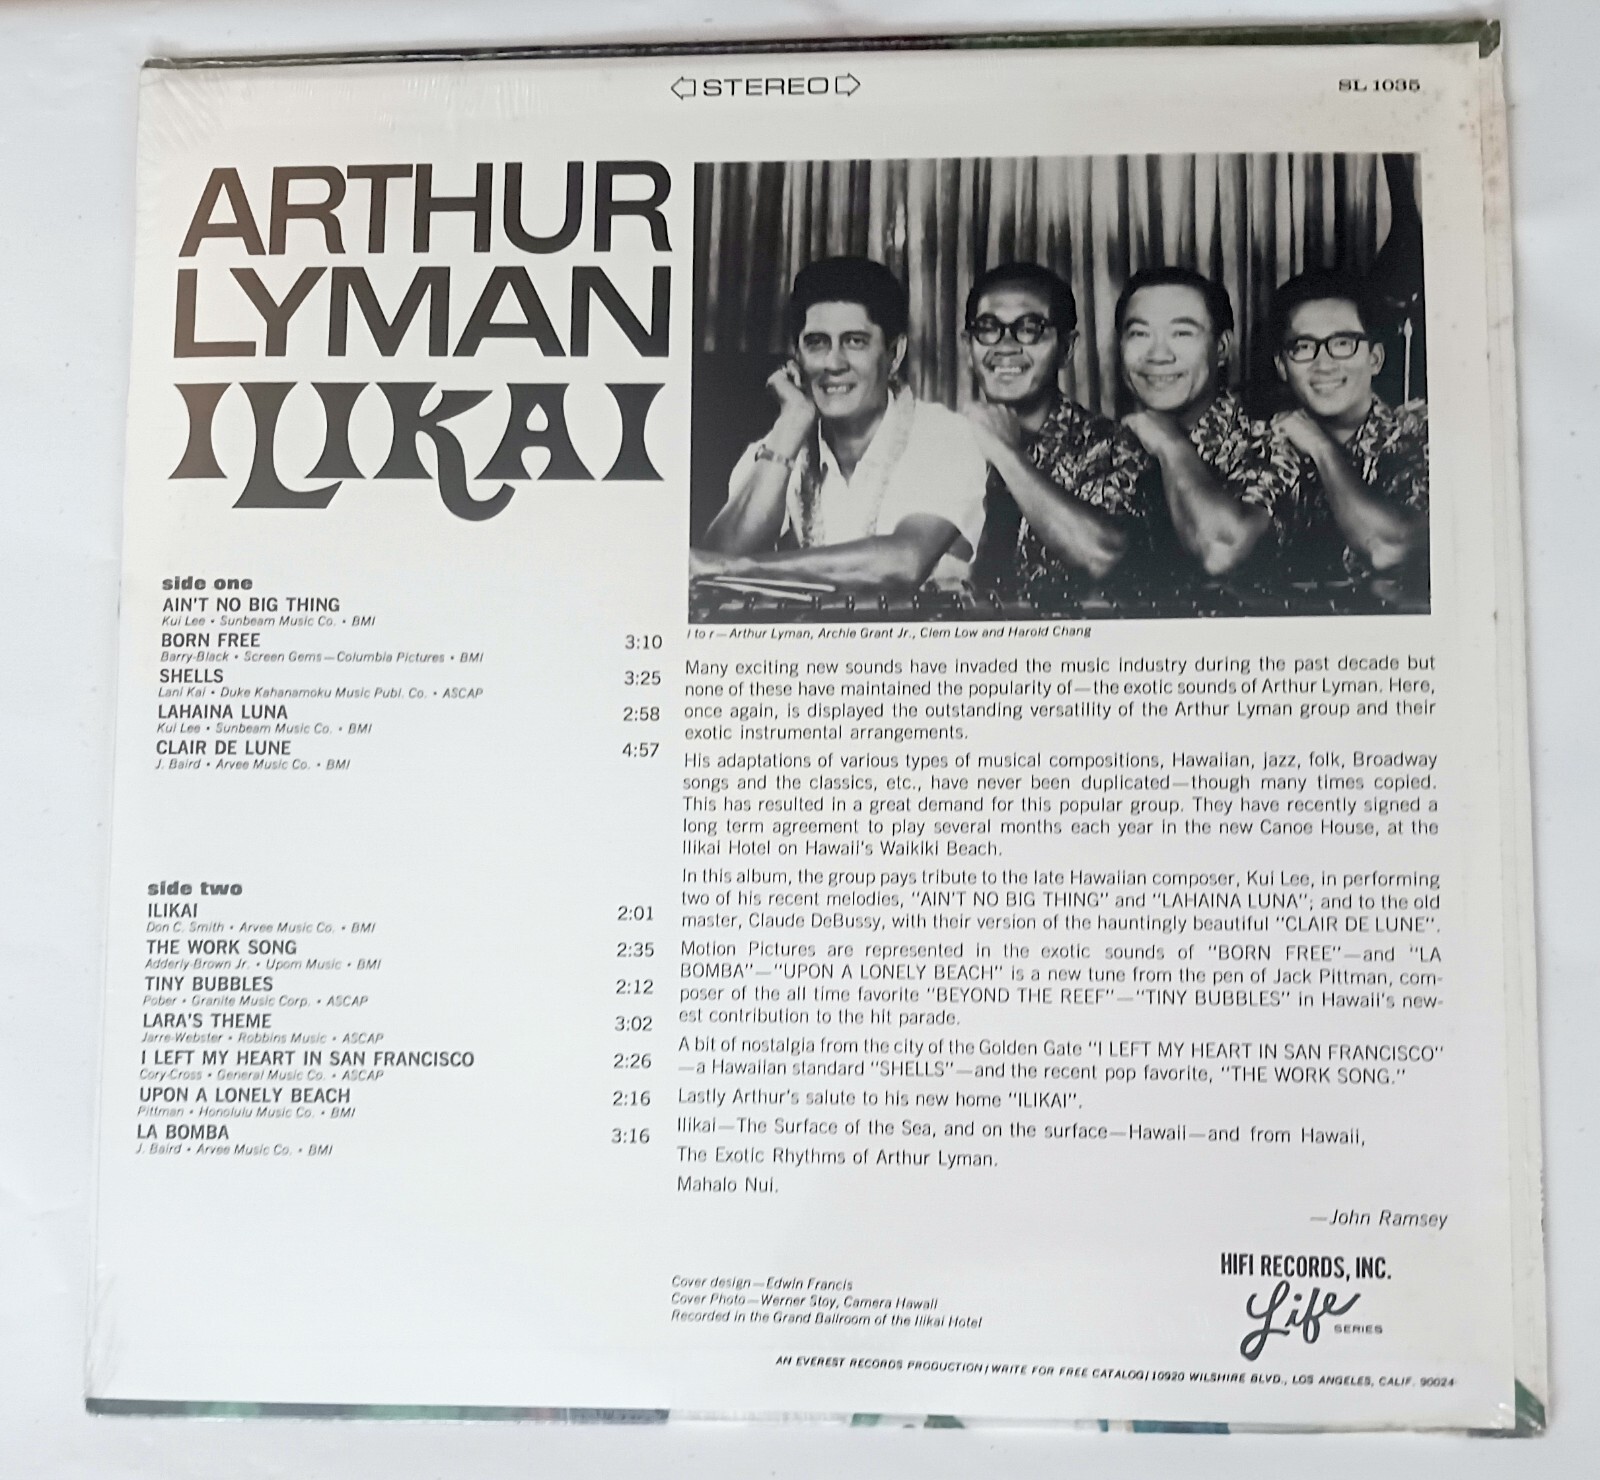 STEREO
SL 1035
ARTHUR
LYMAN
ILIKAI
side one
AIN'T NO BIG THING
Kui Lee • Sunbeam Music Co. • BMI
BORN FREE 3:10
Barry-Black • Screen Gems—Columbia Pictures • BMI
SHELLS 3:25
Lani Kai • Duke Kahanamoku Music Publ. Co. • ASCAP
LAHAINA LUNA 2:58
Kui Lee • Sunbeam Music Co. • BMI
CLAIR DE LUNE 4:57
J. Baird • Arvee Music Co. • BMI
side two
ILIKAI 2:01
Don C. Smith • Arvee Music Co. • BMI
THE WORK SONG 2:35
Adderly-Brown Jr. • Upom Music • BMI
TINY BUBBLES 2:12
Pober • Granite Music Corp. • ASCAP
LARA'S THEME 3:02
Jarre-Webster • Robbins Music • ASCAP
I LEFT MY HEART IN SAN FRANCISCO 2:26
Cory-Cross • General Music Co. • ASCAP
UPON A LONELY BEACH 2:16
Pittman • Honolulu Music Co. • BMI
LA BOMBA 3:16
J. Baird • Arvee Music Co. • BMI
l to r—Arthur Lyman, Archie Grant Jr., Clem Low and Harold Chang
Many exciting new sounds have invaded the music industry during the past decade but
none of these have maintained the popularity of—the exotic sounds of Arthur Lyman. Here,
once again, is displayed the outstanding versatility of the Arthur Lyman group and their
exotic instrumental arrangements.
His adaptations of various types of musical compositions, Hawaiian, jazz, folk, Broadway
songs and the classics, etc., have never been duplicated—though many times copied.
This has resulted in a great demand for this popular group. They have recently signed a
long term agreement to play several months each year in the new Canoe House, at the
Ilikai Hotel on Hawaii's Waikiki Beach.
In this album, the group pays tribute to the late Hawaiian composer, Kui Lee, in performing
two of his recent melodies, "AIN'T NO BIG THING" and "LAHAINA LUNA"; and to the old
master, Claude DeBussy, with their version of the hauntingly beautiful "CLAIR DE LUNE".
Motion Pictures are represented in the exotic sounds of "BORN FREE"—and "LA
BOMBA"—"UPON A LONELY BEACH" is a new tune from the pen of Jack Pittman, com-
poser of the all time favorite "BEYOND THE REEF"—"TINY BUBBLES" in Hawaii's new-
est contribution to the hit parade.
A bit of nostalgia from the city of the Golden Gate "I LEFT MY HEART IN SAN FRANCISCO"
—a Hawaiian standard "SHELLS"—and the recent pop favorite, "THE WORK SONG."
Lastly Arthur's salute to his new home "ILIKAI".
Ilikai—The Surface of the Sea, and on the surface—Hawaii—and from Hawaii,
The Exotic Rhythms of Arthur Lyman.
Mahalo Nui.
—John Ramsey
Cover design—Edwin Francis
Cover Photo—Werner Stoy, Camera Hawaii
Recorded in the Grand Ballroom of the Ilikai Hotel
HIFI RECORDS, INC.
Life
SERIES
AN EVEREST RECORDS PRODUCTION | WRITE FOR FREE CATALOG | 10920 WILSHIRE BLVD., LOS ANGELES, CALIF. 90024